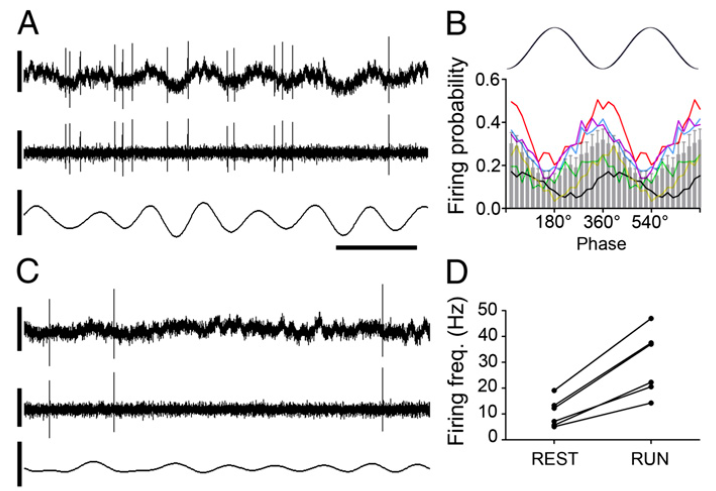 A
B
Firing probability
0.6
0.4
0.2
0.0
180° 360° 540°
Phase
C
D
Firing freq. (Hz)
50
40
30
20
10
0
REST RUN